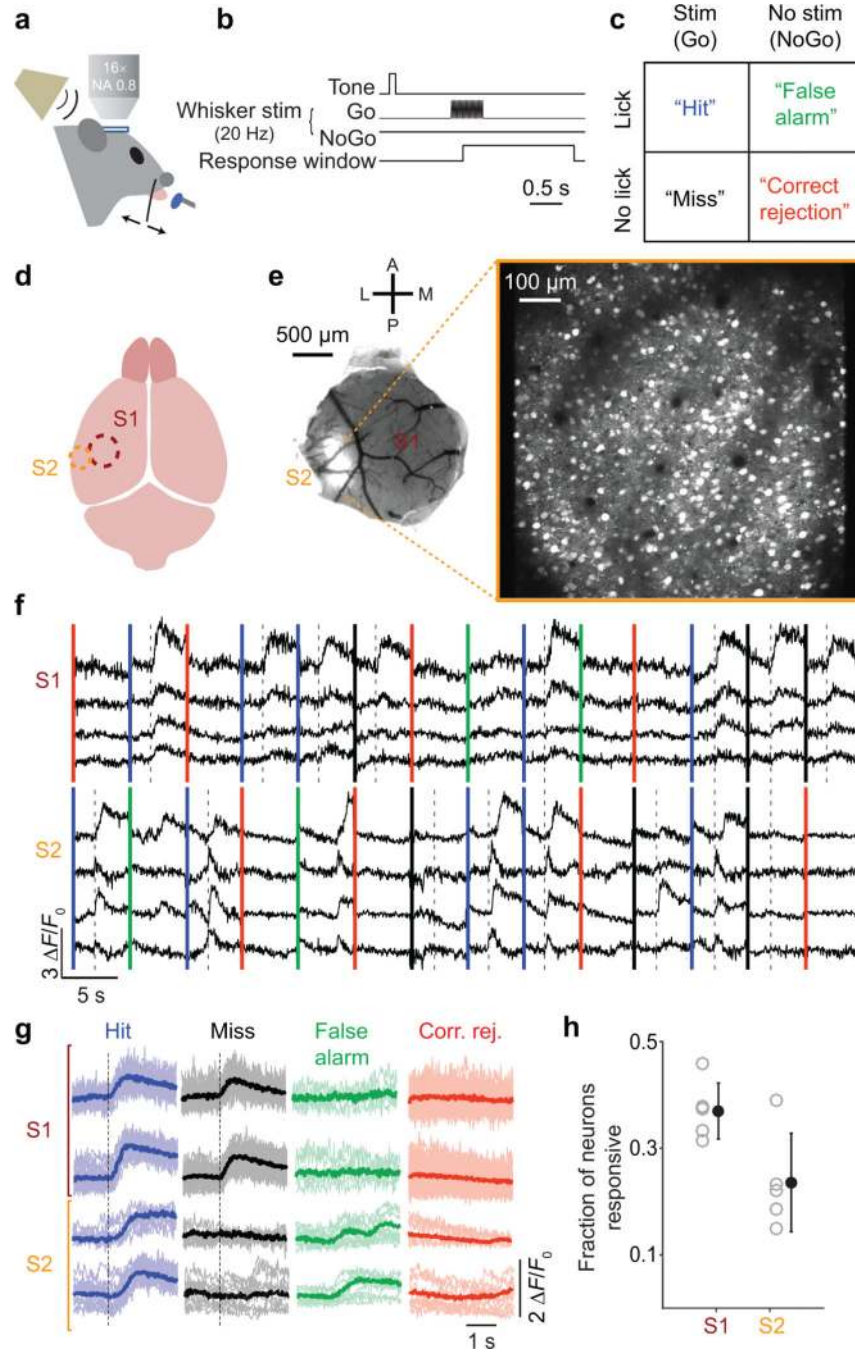 a
16×
NA 0.8
b
Tone
Whisker stim
(20 Hz)
Go
NoGo
Response window
0.5 s
c
Stim
(Go)
No stim
(NoGo)
Lick
"Hit"
"False
alarm"
No lick
"Miss"
"Correct
rejection"
d
S1
S2
e
A
L
M
P
500 µm
S1
S2
100 µm
f
S1
S2
3 ΔF/F0
5 s
g
Hit
Miss
False
alarm
Corr. rej.
S1
S2
2 ΔF/F0
1 s
h
Fraction of neurons
responsive
0.5
0.3
0.1
S1
S2